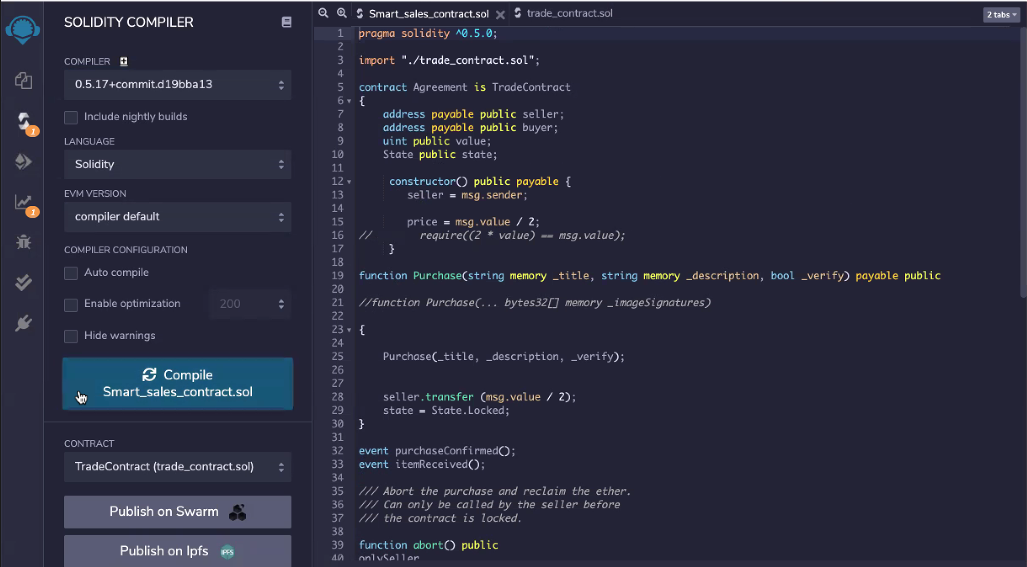 SOLIDITY COMPILER
COMPILER
0.5.17+commit.d19bba13
Include nightly builds
LANGUAGE
Solidity
EVM VERSION
compiler default
COMPILER CONFIGURATION
Auto compile
Enable optimization 200
Hide warnings
Compile
Smart_sales_contract.sol
CONTRACT
TradeContract (trade_contract.sol)
Publish on Swarm
Publish on Ipfs IPFS
1
1
Smart_sales_contract.sol trade_contract.sol 2 tabs
1 pragma solidity ^0.5.0;
2
3 import "./trade_contract.sol";
4
5 contract Agreement is TradeContract
6 {
7 address payable public seller;
8 address payable public buyer;
9 uint public value;
10 State public state;
11
12 constructor() public payable {
13 seller = msg.sender;
14
15 price = msg.value / 2;
16 // require((2 * value) == msg.value);
17 }
18
19 function Purchase(string memory _title, string memory _description, bool _verify) payable public
20
21 //function Purchase(... bytes32[] memory _imageSignatures)
22
23 {
24
25 Purchase(_title, _description, _verify);
26
27
28 seller.transfer (msg.value / 2);
29 state = State.Locked;
30 }
31
32 event purchaseConfirmed();
33 event itemReceived();
34
35 /// Abort the purchase and reclaim the ether.
36 /// Can only be called by the seller before
37 /// the contract is locked.
38
39 function abort() public
40 onlySeller